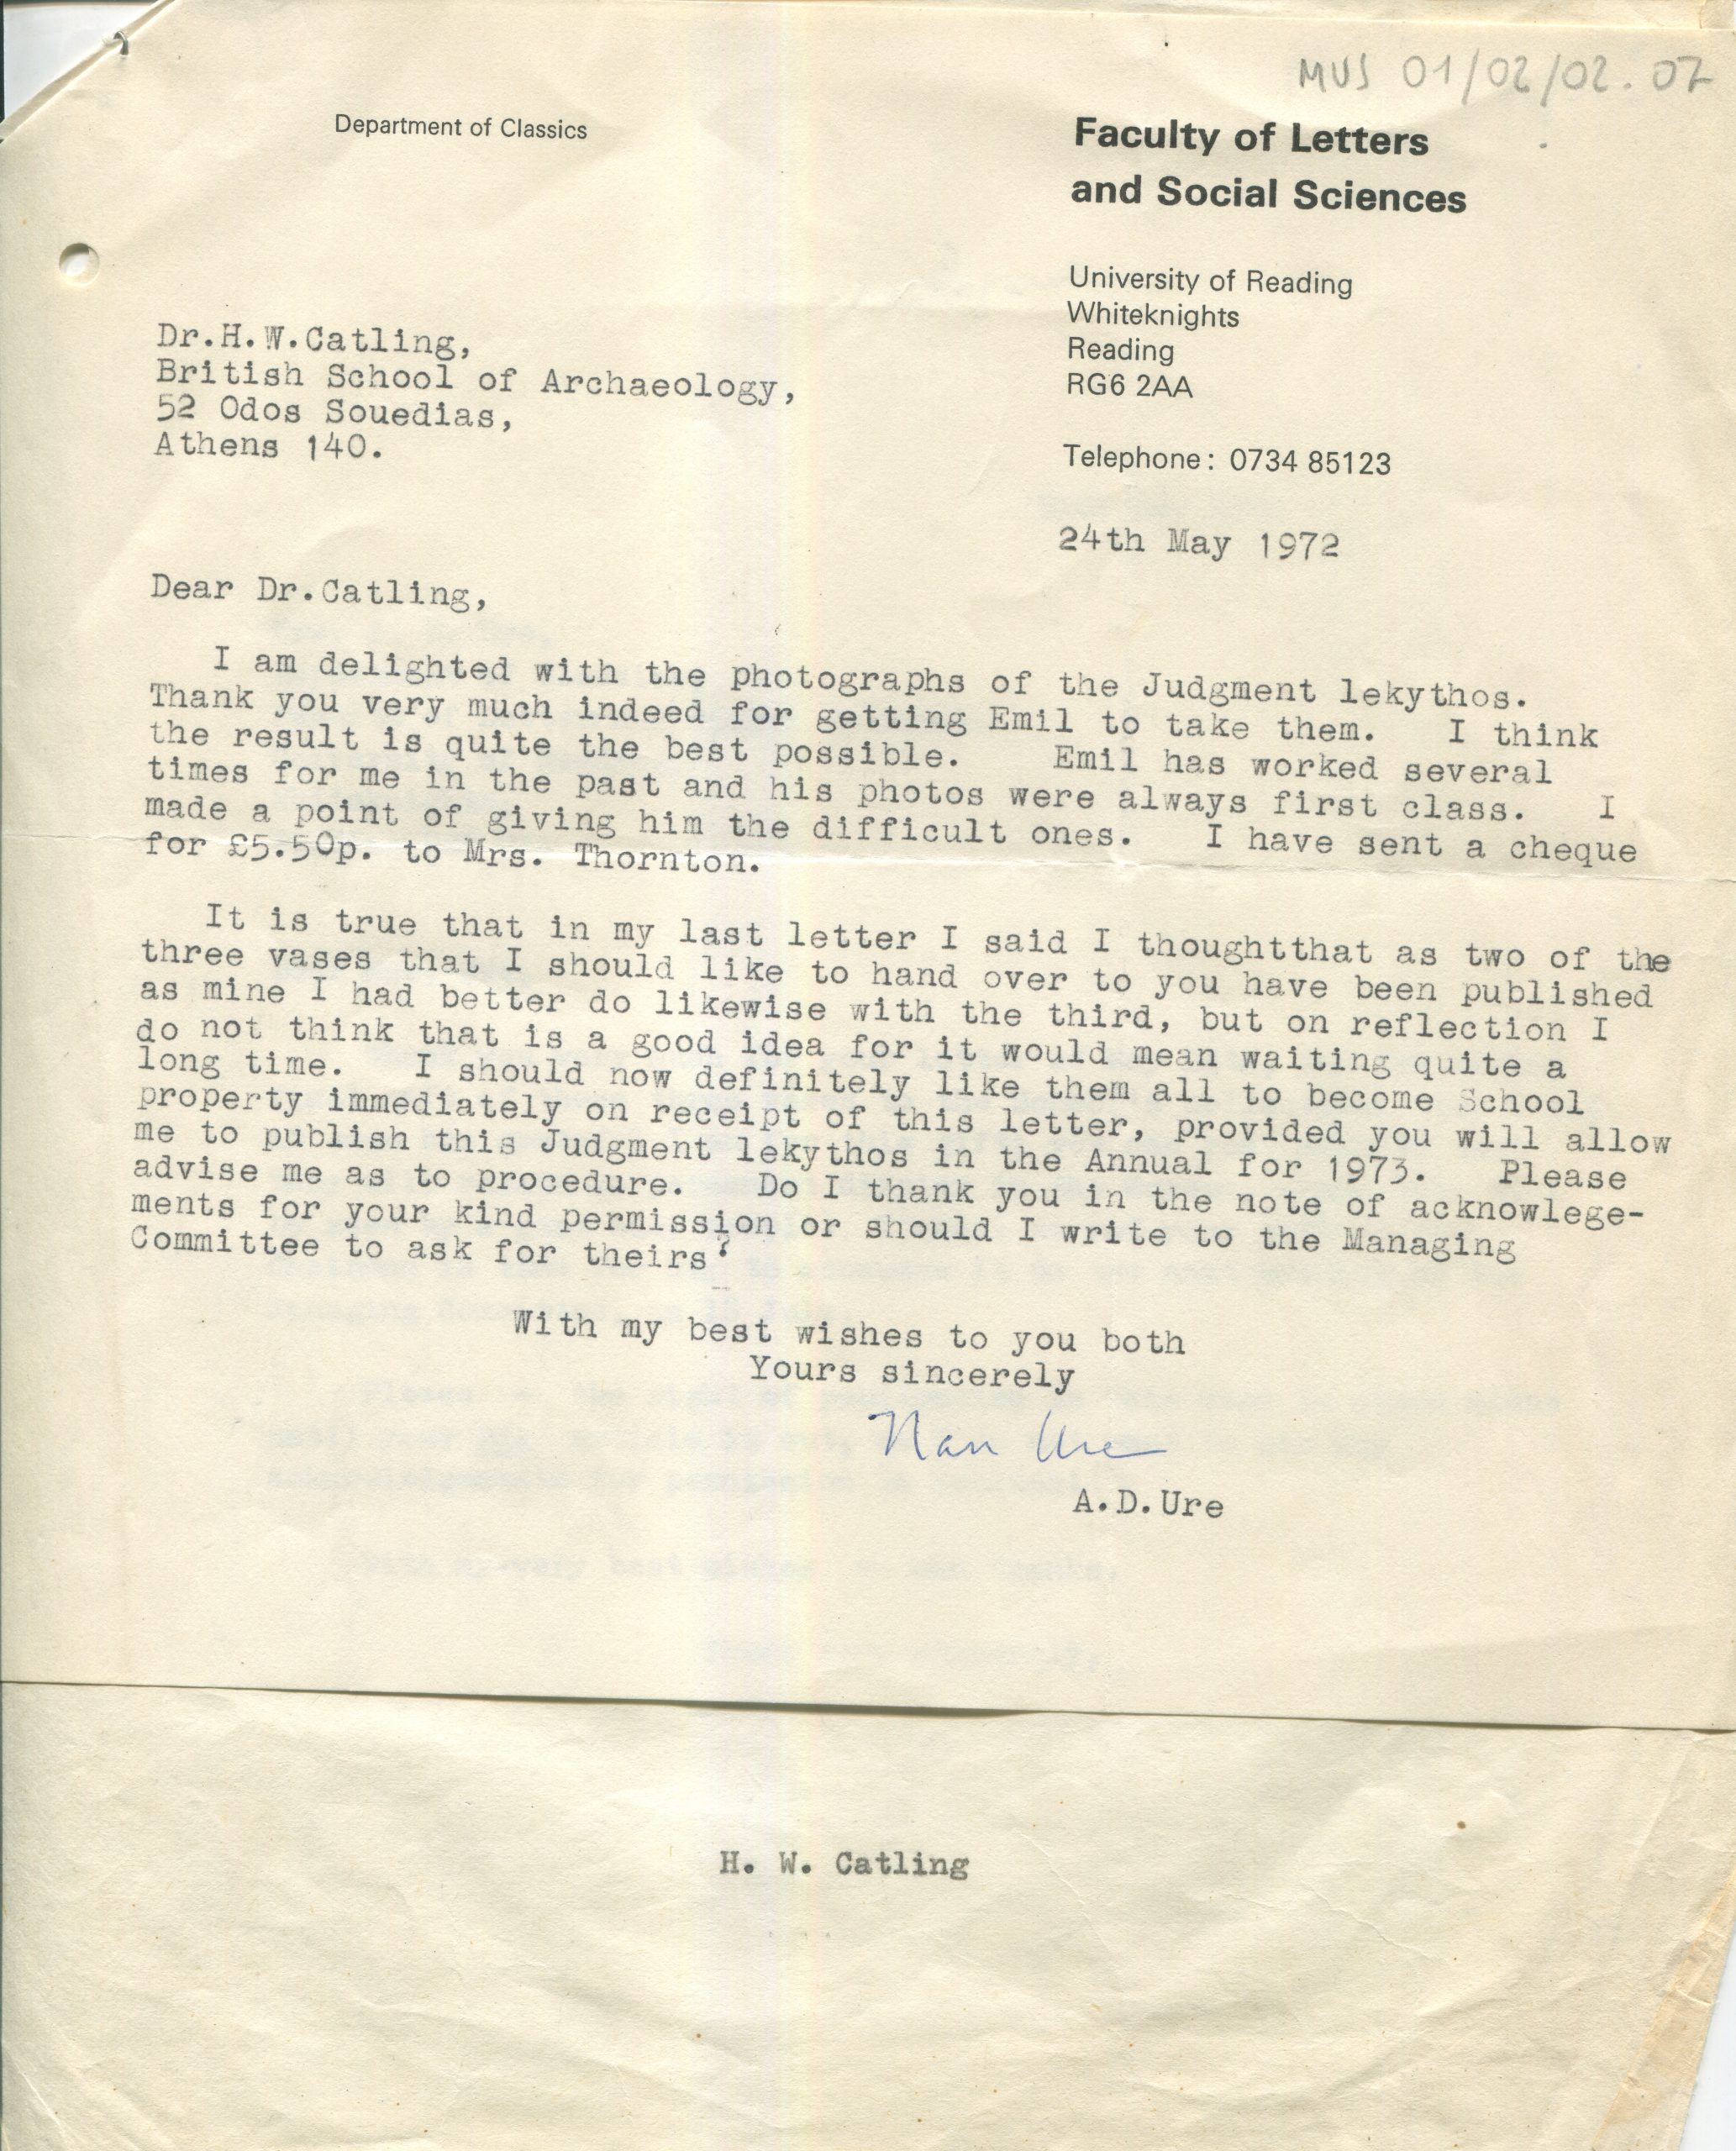 MUS 01/02/02.07
Department of Classics
Faculty of Letters
and Social Sciences
University of Reading
Whiteknights
Reading
RG6 2AA
Telephone: 0734 85123
Dr.H.W.Catling,
British School of Archaeology,
52 Odos Souedias,
Athens 140.
24th May 1972
Dear Dr.Catling,
I am delighted with the photographs of the Judgment lekythos.
Thank you very much indeed for getting Emil to take them. I think
the result is quite the best possible. Emil has worked several
times for me in the past and his photos were always first class. I
made a point of giving him the difficult ones. I have sent a cheque
for £5.50p. to Mrs. Thornton.
It is true that in my last letter I said I thoughtthat as two of the
three vases that I should like to hand over to you have been published
as mine I had better do likewise with the third, but on reflection I
do not think that is a good idea for it would mean waiting quite a
long time. I should now definitely like them all to become School
property immediately on receipt of this letter, provided you will allow
me to publish this Judgment lekythos in the Annual for 1973. Please
advise me as to procedure. Do I thank you in the note of acknowlege-
ments for your kind permission or should I write to the Managing
Committee to ask for theirs?
With my best wishes to you both
Yours sincerely
Nan Ure
A.D.Ure
H. W. Catling